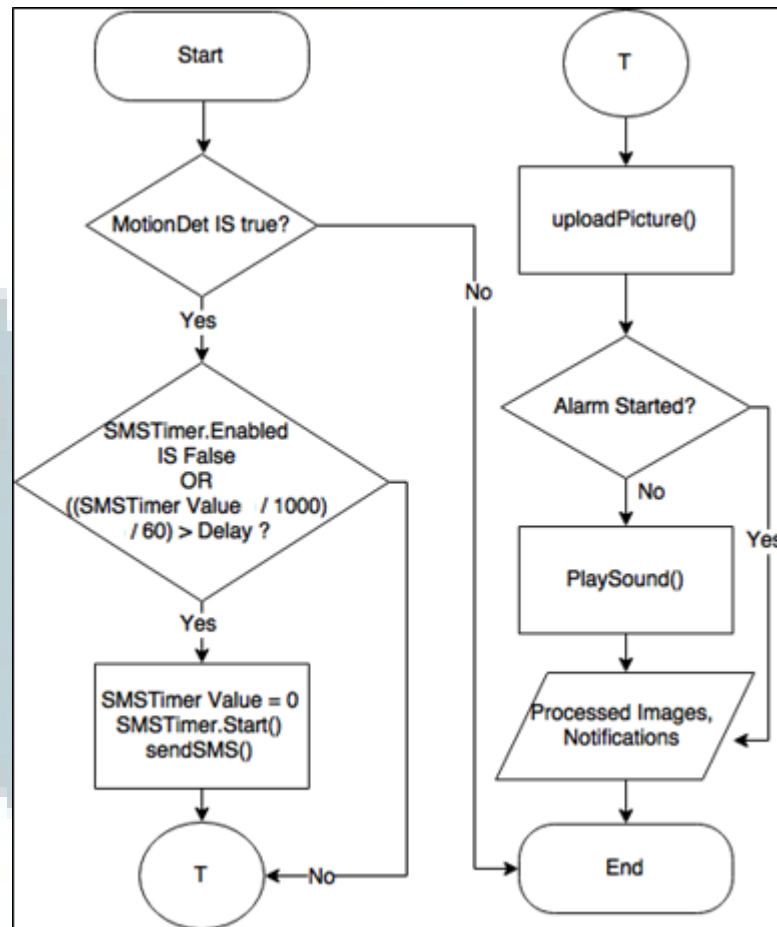 Start
MotionDet IS true?
No
Yes
SMSTimer.Enabled
IS False
OR
((SMSTimer Value / 1000)
/ 60) > Delay ?
Yes
No
SMSTimer Value = 0
SMSTimer.Start()
sendSMS()
T
T
uploadPicture()
Alarm Started?
No
Yes
PlaySound()
Processed Images,
Notifications
End